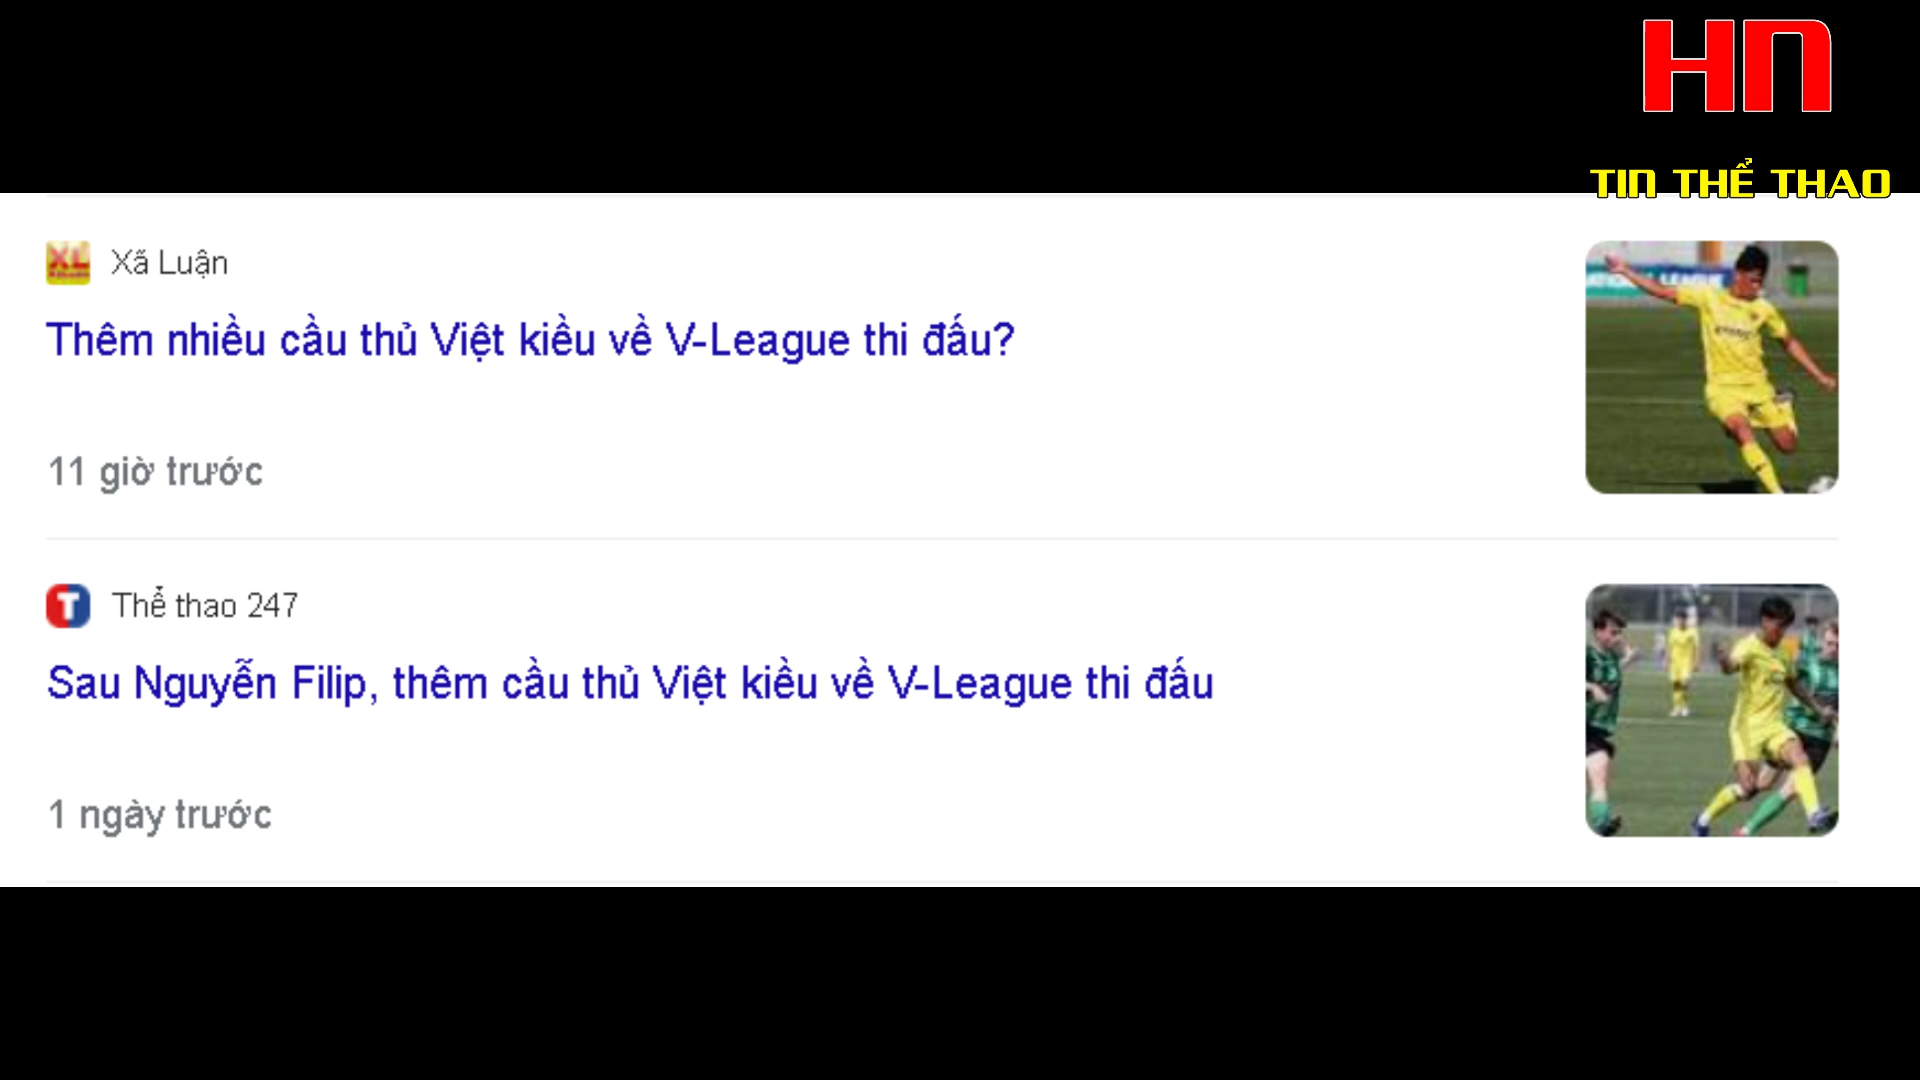 HN
TIN THỂ THAO
XL
Xã Luận
Thêm nhiều cầu thủ Việt kiều về V-League thi đấu?
11 giờ trước
T
Thể thao 247
Sau Nguyễn Filip, thêm cầu thủ Việt kiều về V-League thi đấu
1 ngày trước